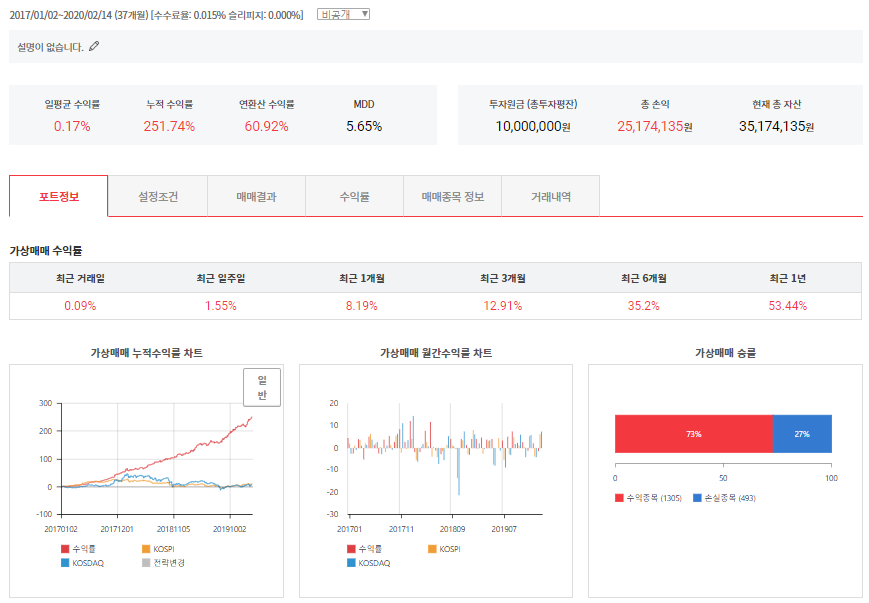 2017/01/02~2020/02/14 (37개월) [수수료율: 0.015% 슬리피지: 0.000%] 비공개
설명이 없습니다.
일평균 수익률 누적 수익률 연환산 수익률 MDD 투자원금 (총투자평잔) 총 손익 현재 총 자산
0.17% 251.74% 60.92% 5.65% 10,000,000원 25,174,135원 35,174,135원
포트정보 설정조건 매매결과 수익률 매매종목 정보 거래내역
가상매매 수익률
최근 거래일 최근 일주일 최근 1개월 최근 3개월 최근 6개월 최근 1년
0.09% 1.55% 8.19% 12.91% 35.2% 53.44%
가상매매 누적수익률 차트
일반
300
200
100
0
-100
20170102 20171201 20181105 20191002
수익률 KOSPI
KOSDAQ 전략변경
가상매매 월간수익률 차트
20
10
0
-10
-20
-30
201701 201711 201809 201907
수익률 KOSPI
KOSDAQ
가상매매 승률
73% 27%
0 50 100
수익종목 (1305) 손실종목 (493)